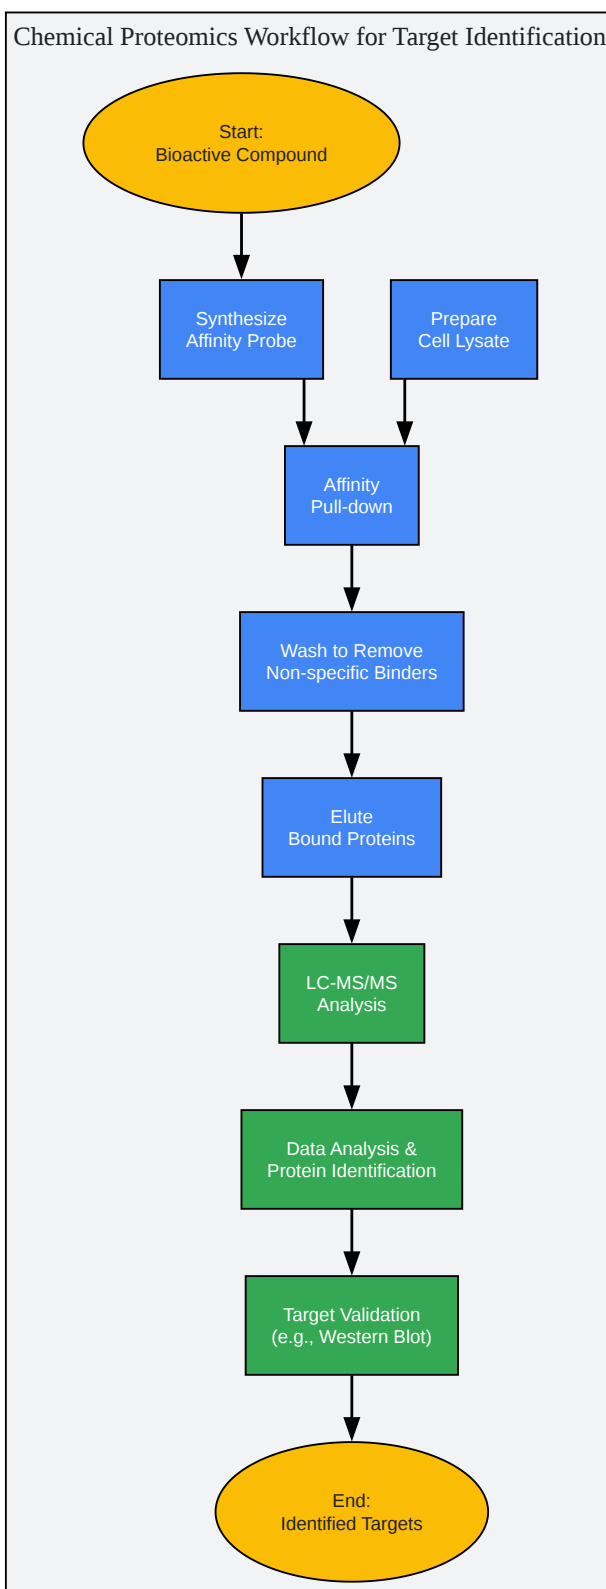 Chemical Proteomics Workflow for Target Identification
Start:
Bioactive Compound
Synthesize
Affinity Probe
Prepare
Cell Lysate
Affinity
Pull-down
Wash to Remove
Non-specific Binders
Elute
Bound Proteins
LC-MS/MS
Analysis
Data Analysis &
Protein Identification
Target Validation
(e.g., Western Blot)
End:
Identified Targets